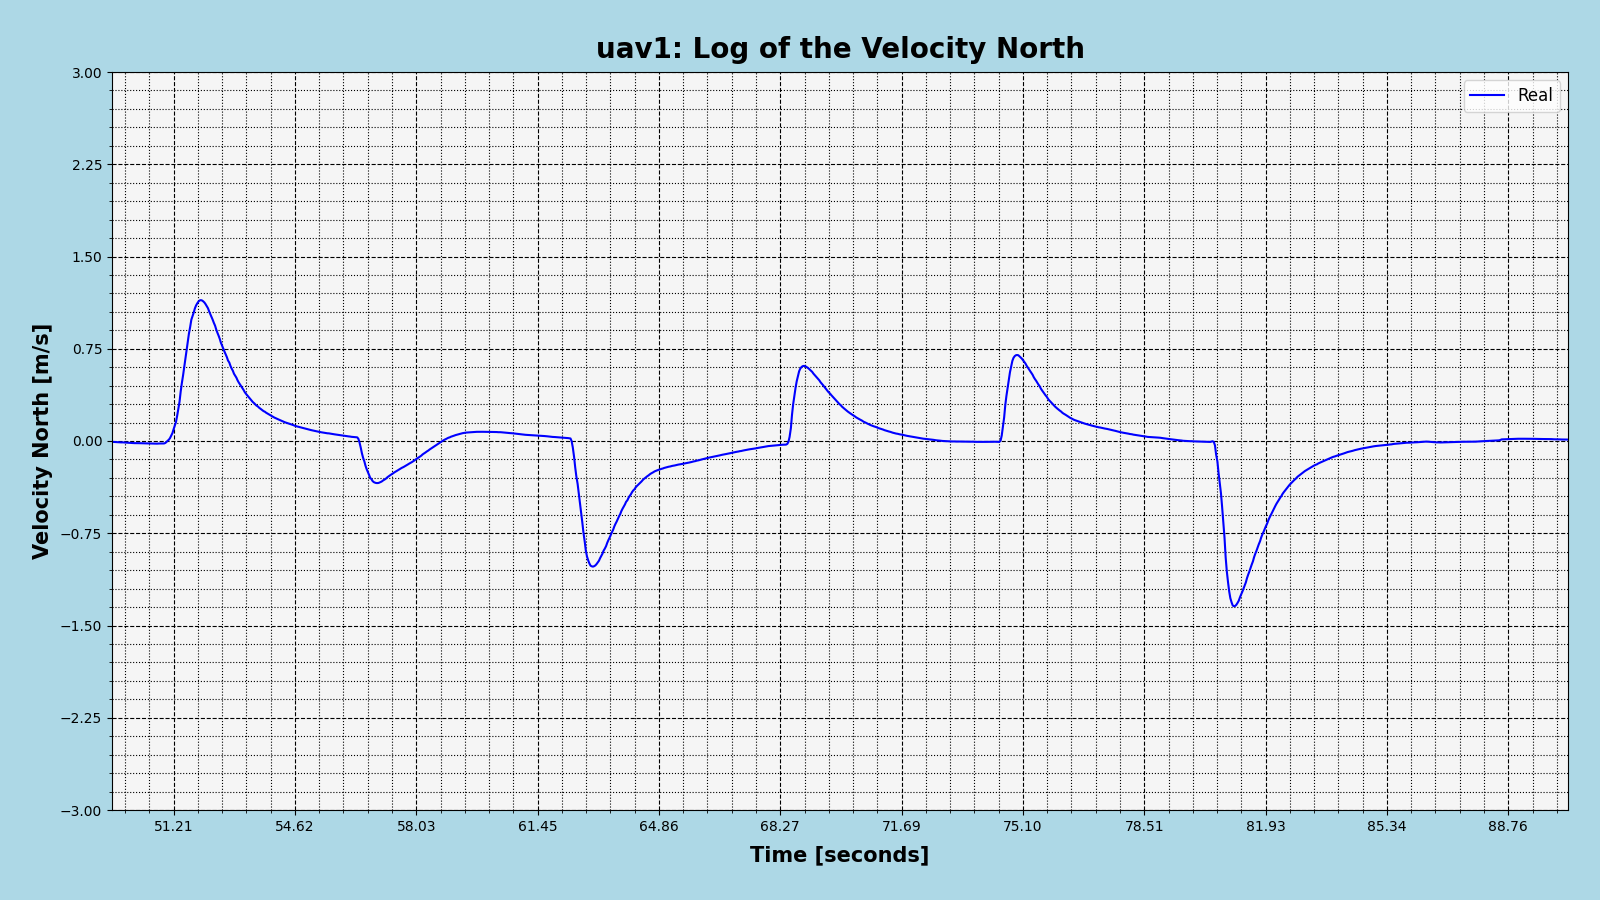 uav1: Log of the Velocity North
Real
Velocity North [m/s]
3.00
2.25
1.50
0.75
0.00
−0.75
−1.50
−2.25
−3.00
51.21 54.62 58.03 61.45 64.86 68.27 71.69 75.10 78.51 81.93 85.34 88.76
Time [seconds]